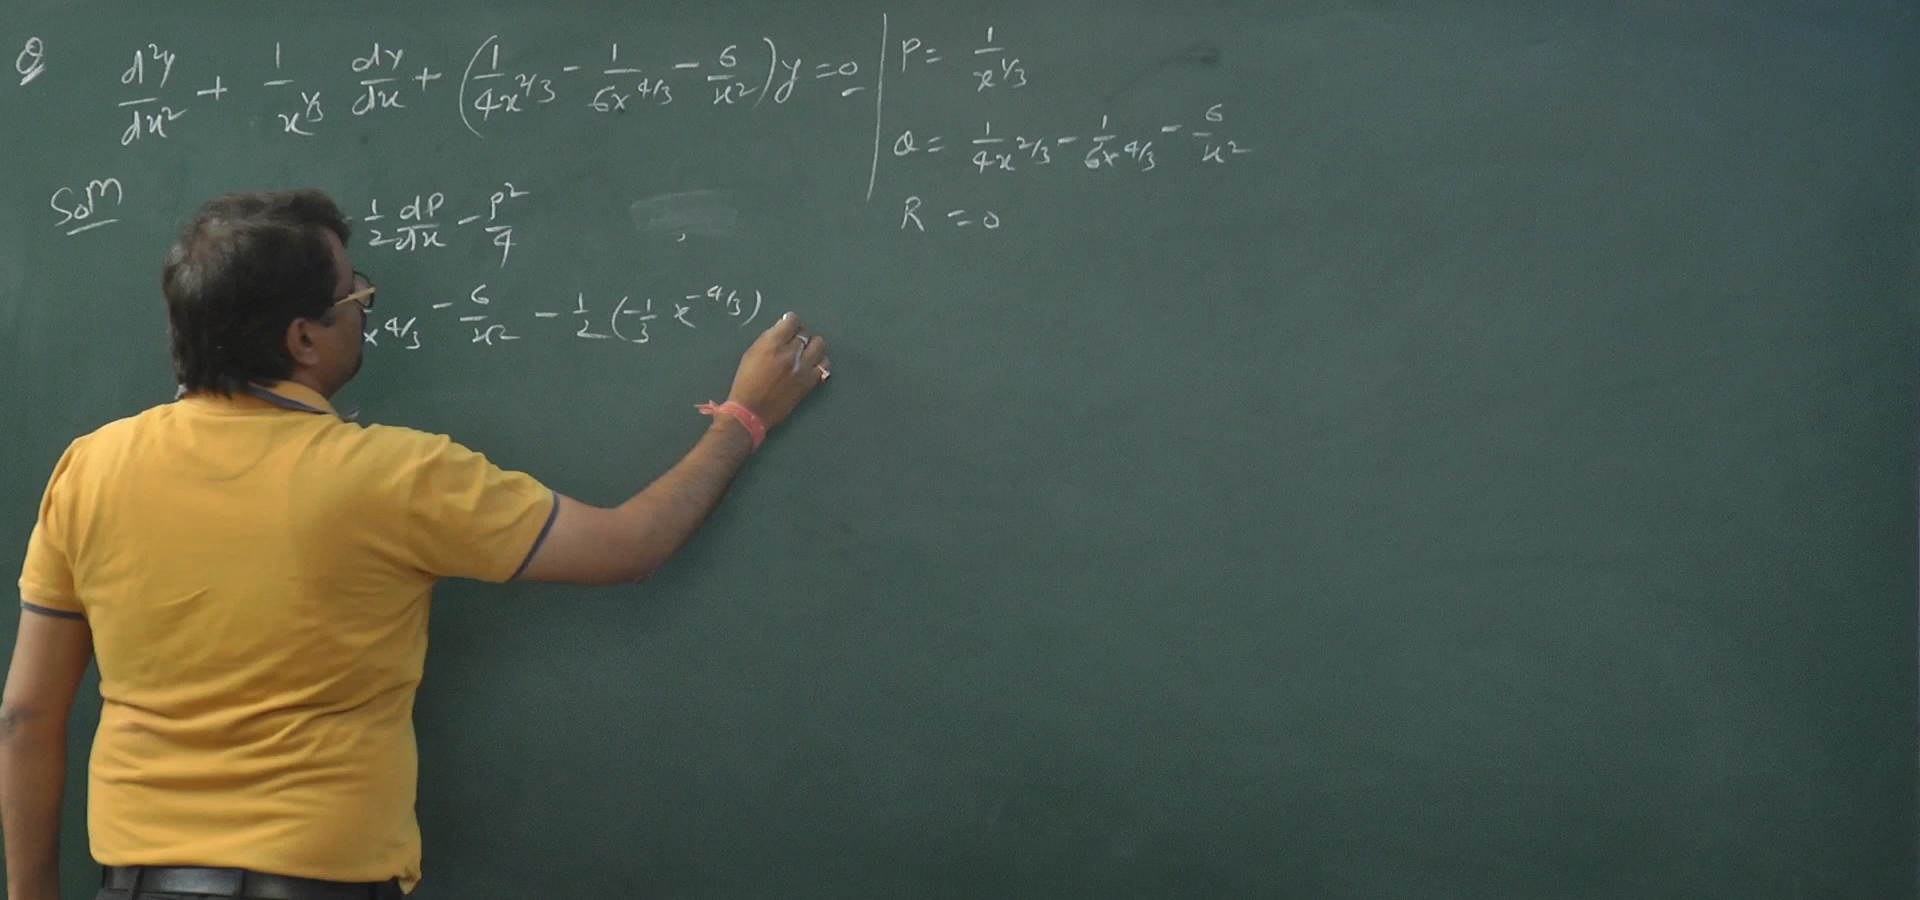 Q d²y/dx² + 1/x^1/3 dy/dx + (1/4x^2/3 - 1/6x^4/3 - 6/x²)y = 0
P = 1/x^1/3
Q = 1/4x^2/3 - 1/6x^4/3 - 6/x²
R = 0
Solⁿ
- 1/2 dP/dx - P²/4
x^4/3 - 6/x² - 1/2 (-1/3 x^-4/3)